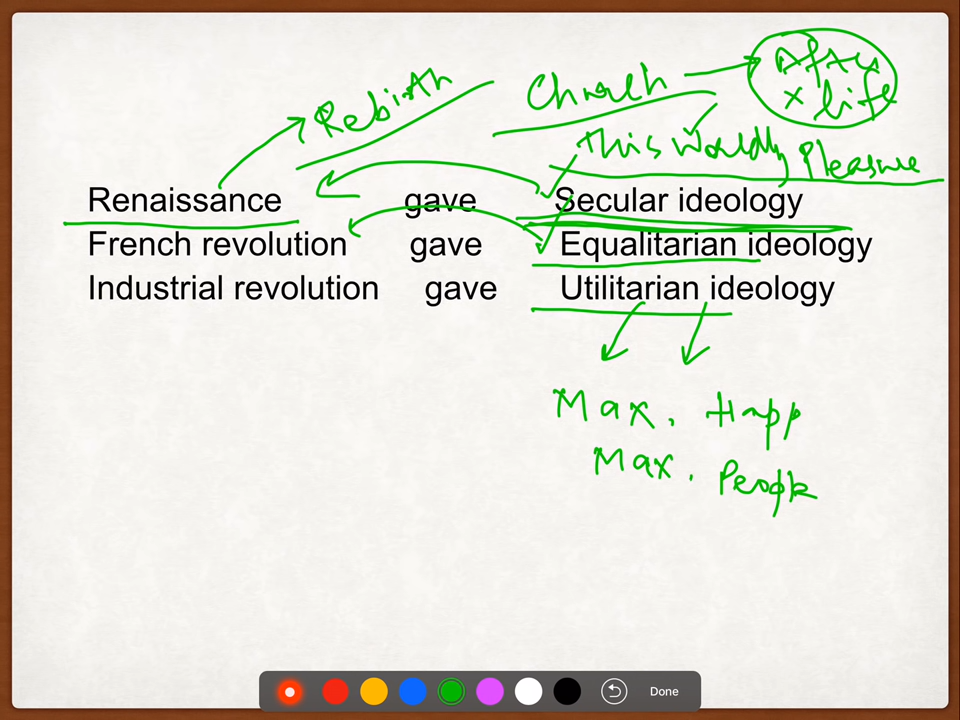 After
Church
Rebirth
x life
This worldly Pleasure
Renaissance gave Secular ideology
French revolution gave Equalitarian ideology
Industrial revolution gave Utilitarian ideology
Max. Happ
Max. People
Done